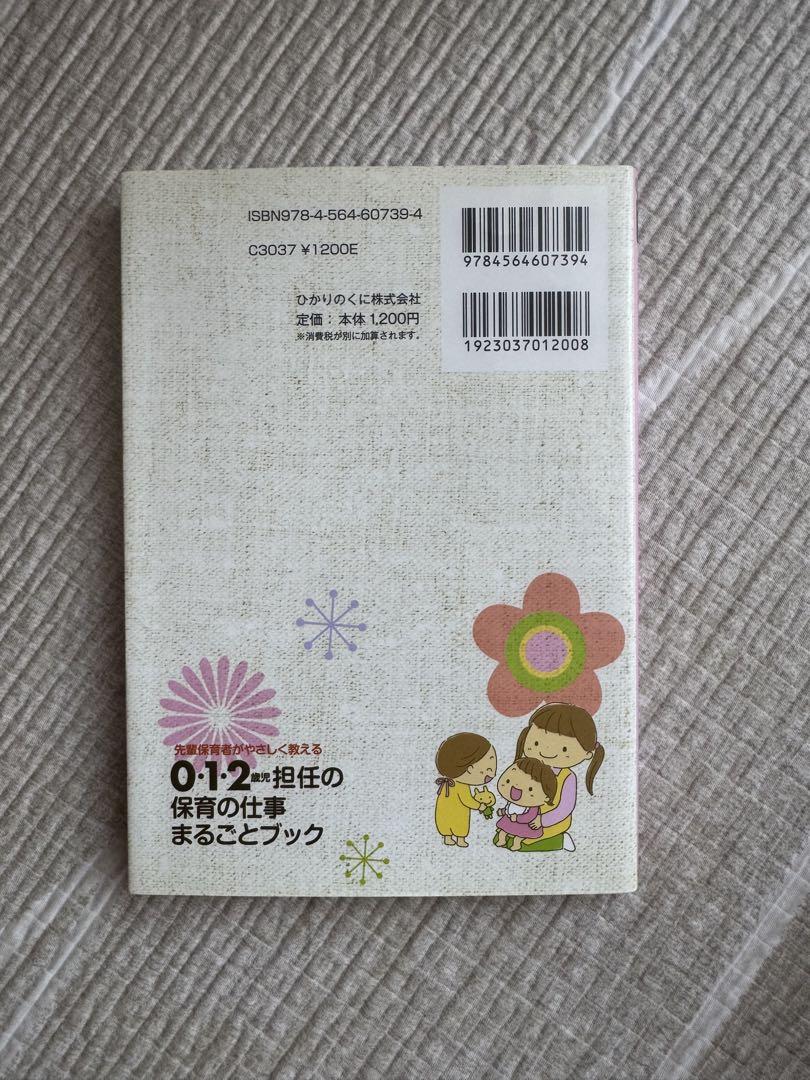 ISBN978-4-564-60739-4
C3037 ¥1200E
ひかりのくに株式会社
定価：本体1,200円
※消費税が別に加算されます。
9784564607394
1923037012008
先輩保育者がやさしく教える
0・1・2歳児担任の
保育の仕事
まるごとブック